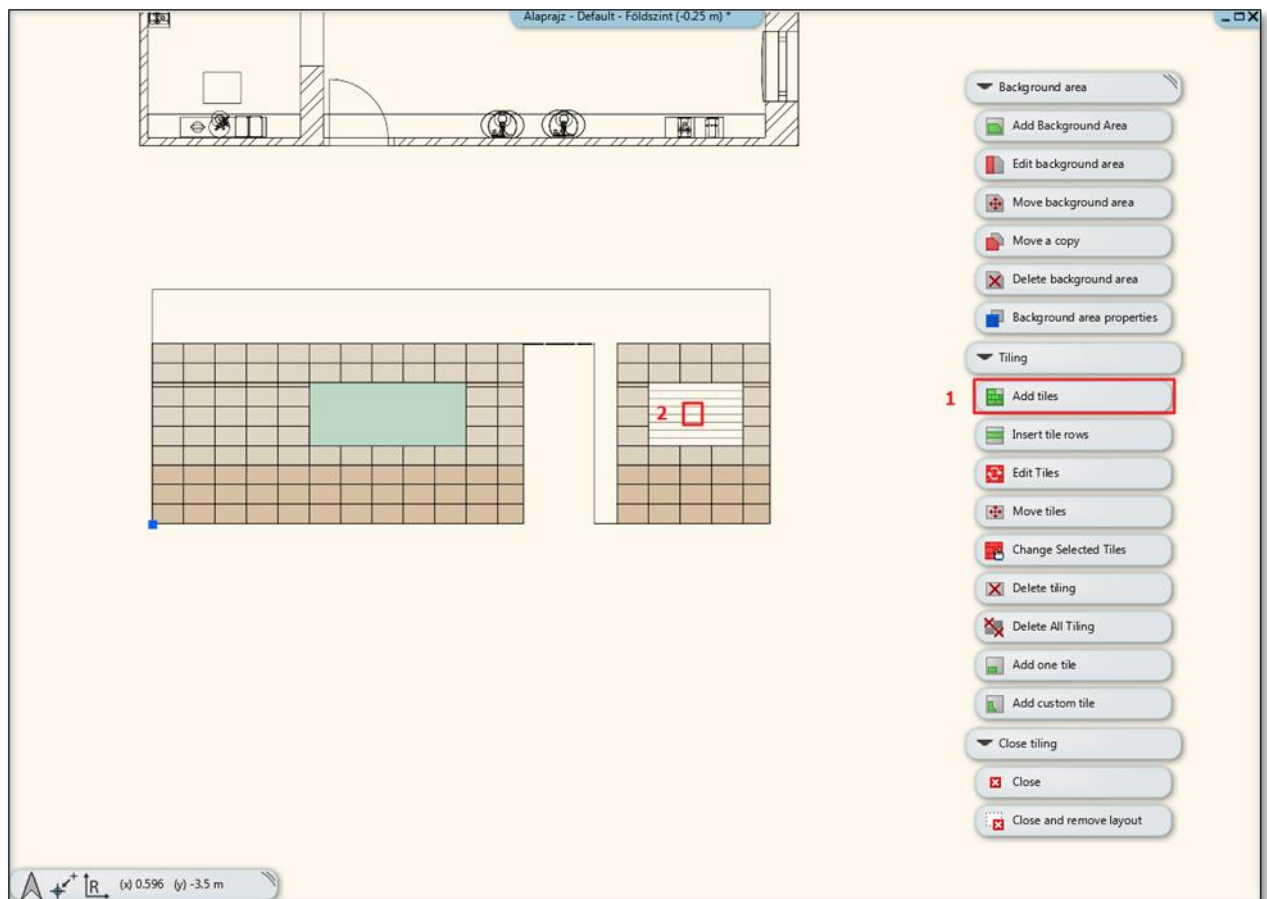 Alaprajz - Default - Földszint (-0.25 m) *
Background area
Add Background Area
Edit background area
Move background area
Move a copy
Delete background area
Background area properties
Tiling
1
Add tiles
2
Insert tile rows
Edit Tiles
Move tiles
Change Selected Tiles
Delete tiling
Delete All Tiling
Add one tile
Add custom tile
Close tiling
Close
Close and remove layout
R (x) 0.596 (y) -3.5 m